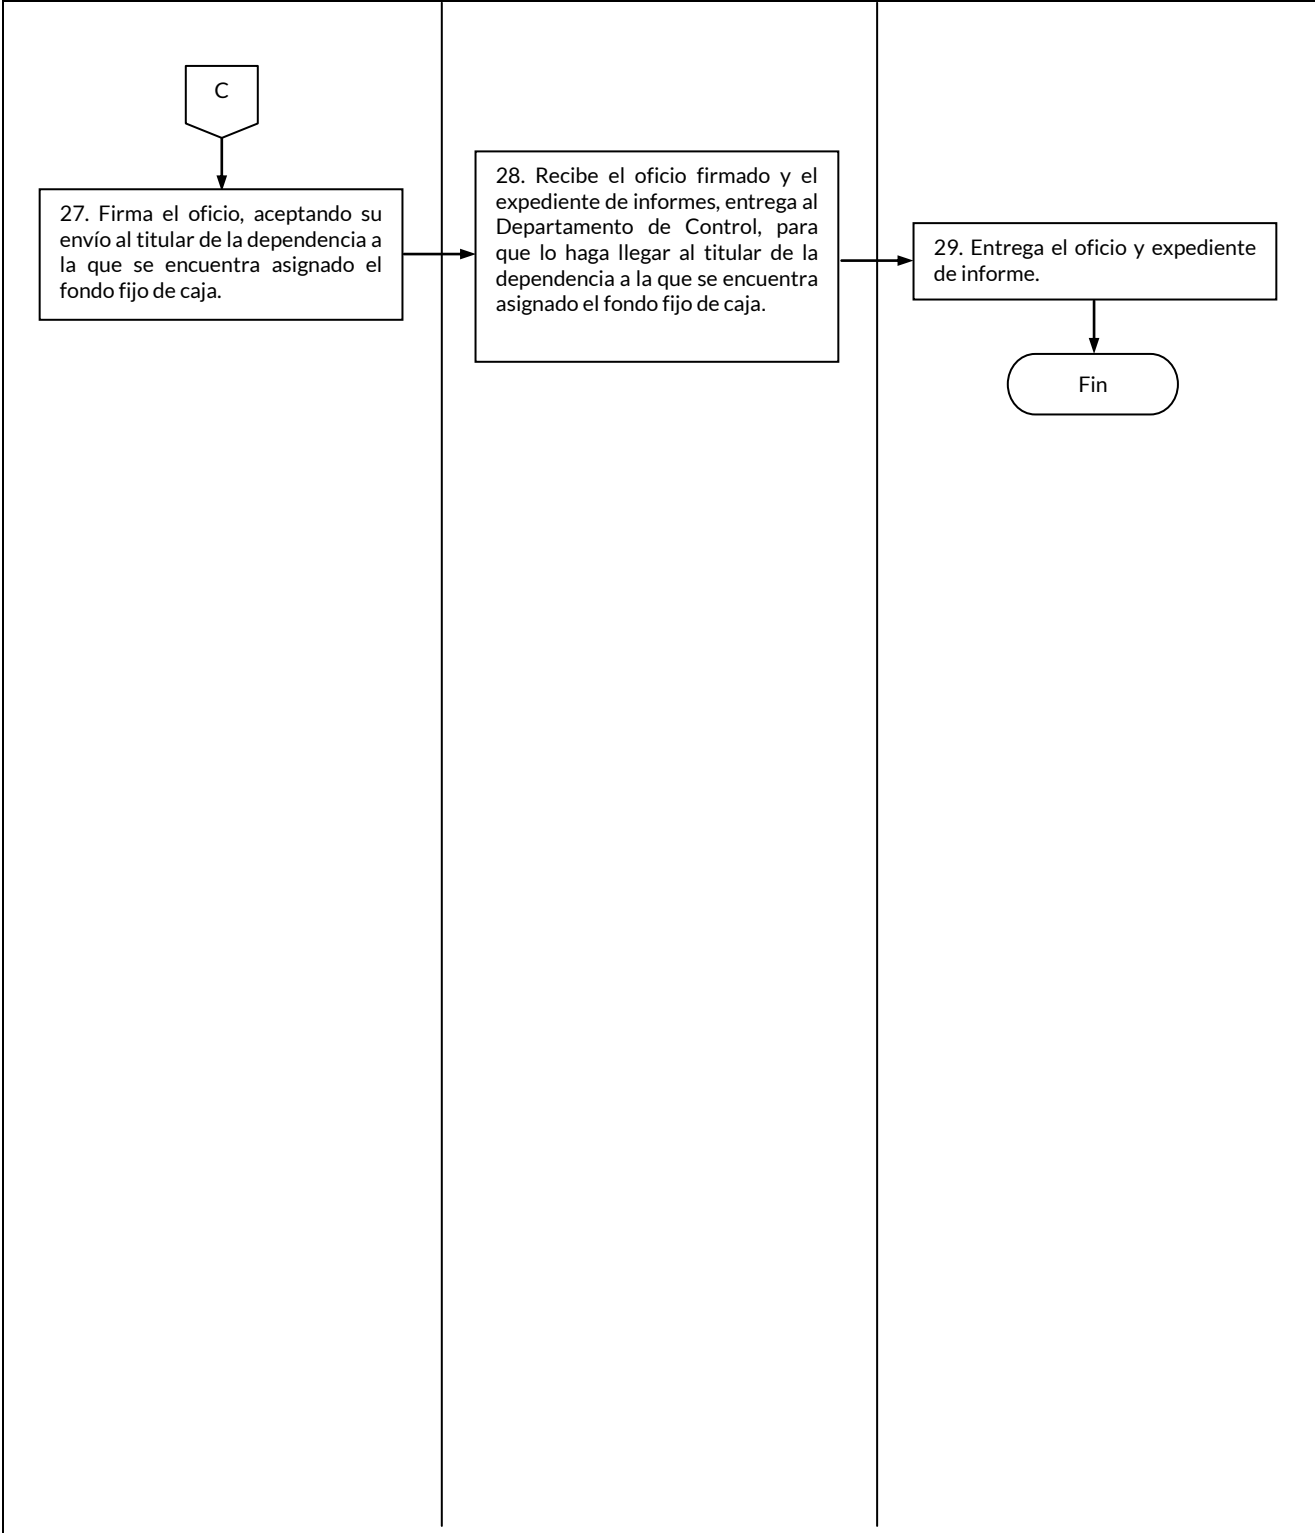 C
27. Firma el oficio, aceptando su
envío al titular de la dependencia a
la que se encuentra asignado el
fondo fijo de caja.
28. Recibe el oficio firmado y el
expediente de informes, entrega al
Departamento de Control, para
que lo haga llegar al titular de la
dependencia a la que se encuentra
asignado el fondo fijo de caja.
29. Entrega el oficio y expediente
de informe.
Fin